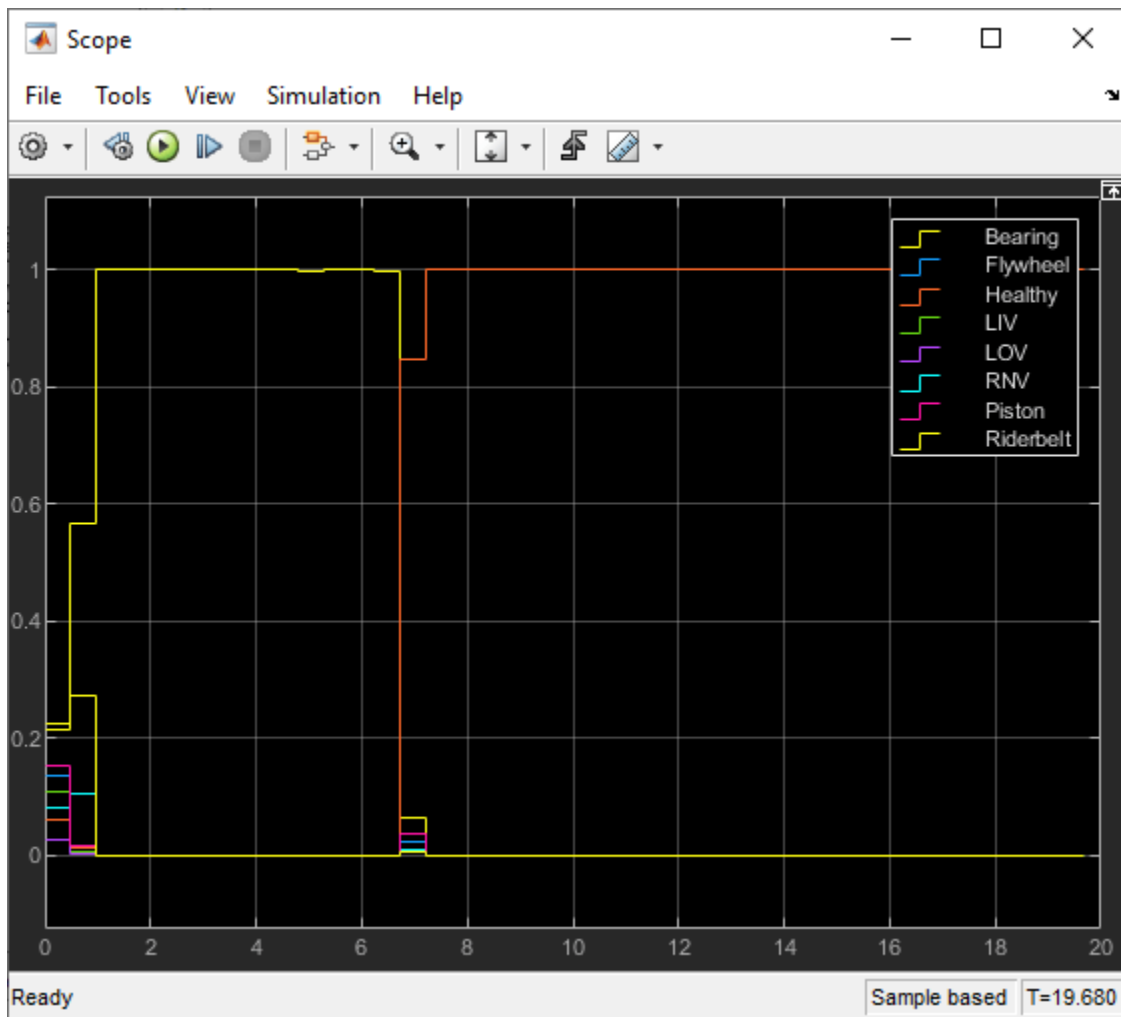 Scope
File Tools View Simulation Help
Bearing
Flywheel
Healthy
LIV
LOV
RNV
Piston
Riderbelt
1
0.8
0.6
0.4
0.2
0
0 2 4 6 8 10 12 14 16 18 20
Ready Sample based T=19.680